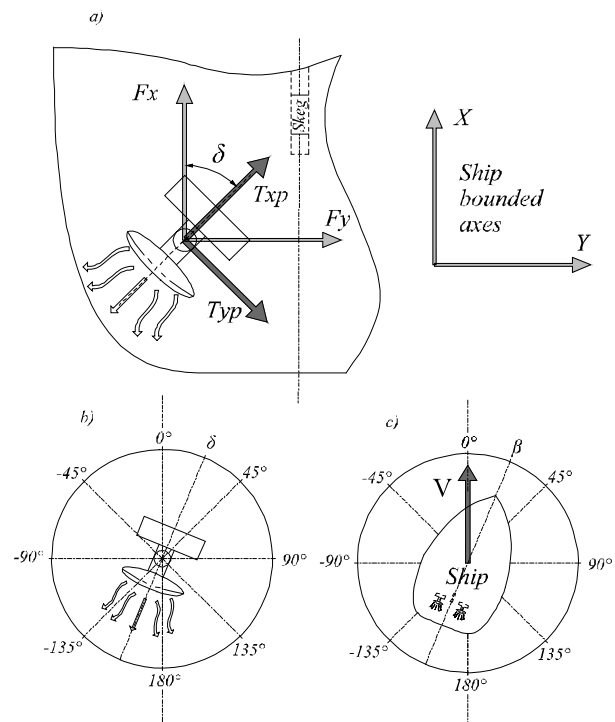 a)
Fx
Skeg
δ
Txp
Fy
Typ
X
Ship
bounded
axes
Y
b)
0°
δ
-45°
45°
-90°
90°
-135°
135°
180°
c)
0°
β
-45°
45°
V
-90°
90°
Ship
-135°
135°
180°